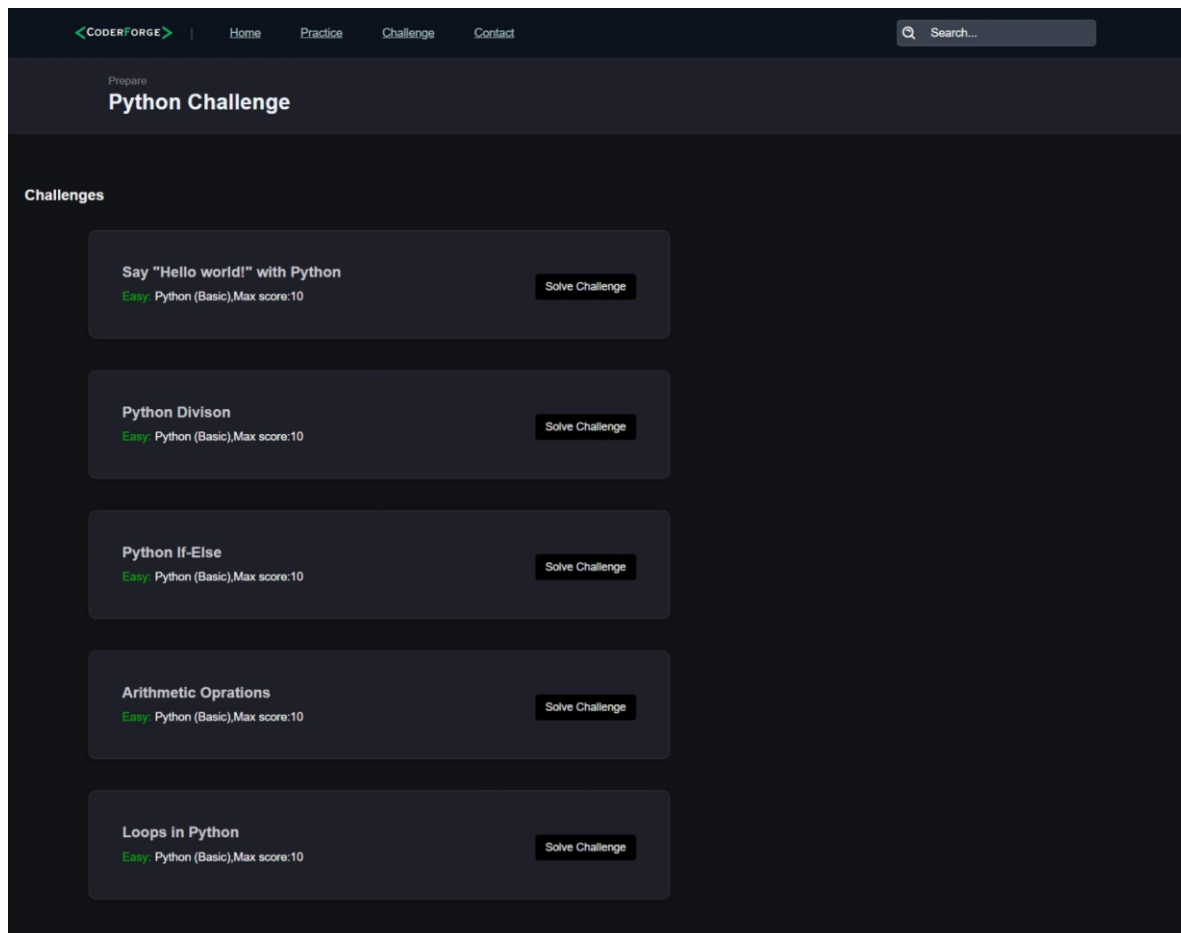 <CODERFORGE> | Home Practice Challenge Contact Search...
Prepare
Python Challenge
Challenges
Say "Hello world!" with Python
Easy: Python (Basic),Max score:10
Solve Challenge
Python Divison
Easy: Python (Basic),Max score:10
Solve Challenge
Python If-Else
Easy: Python (Basic),Max score:10
Solve Challenge
Arithmetic Oprations
Easy: Python (Basic),Max score:10
Solve Challenge
Loops in Python
Easy: Python (Basic),Max score:10
Solve Challenge